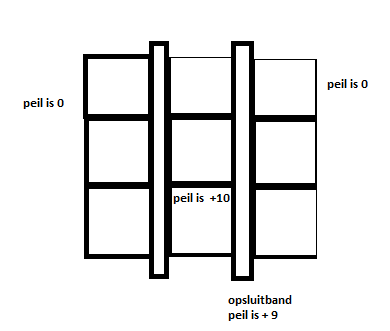 peil is 0
peil is 0
peil is  +10
opsluitband
peil is + 9